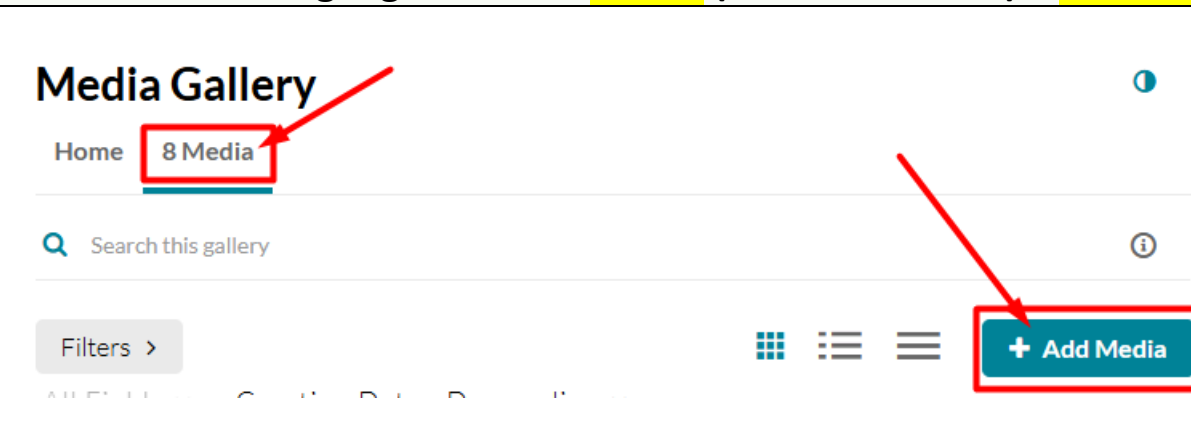 Media Gallery
Home 8 Media
Search this gallery
Filters >
+ Add Media